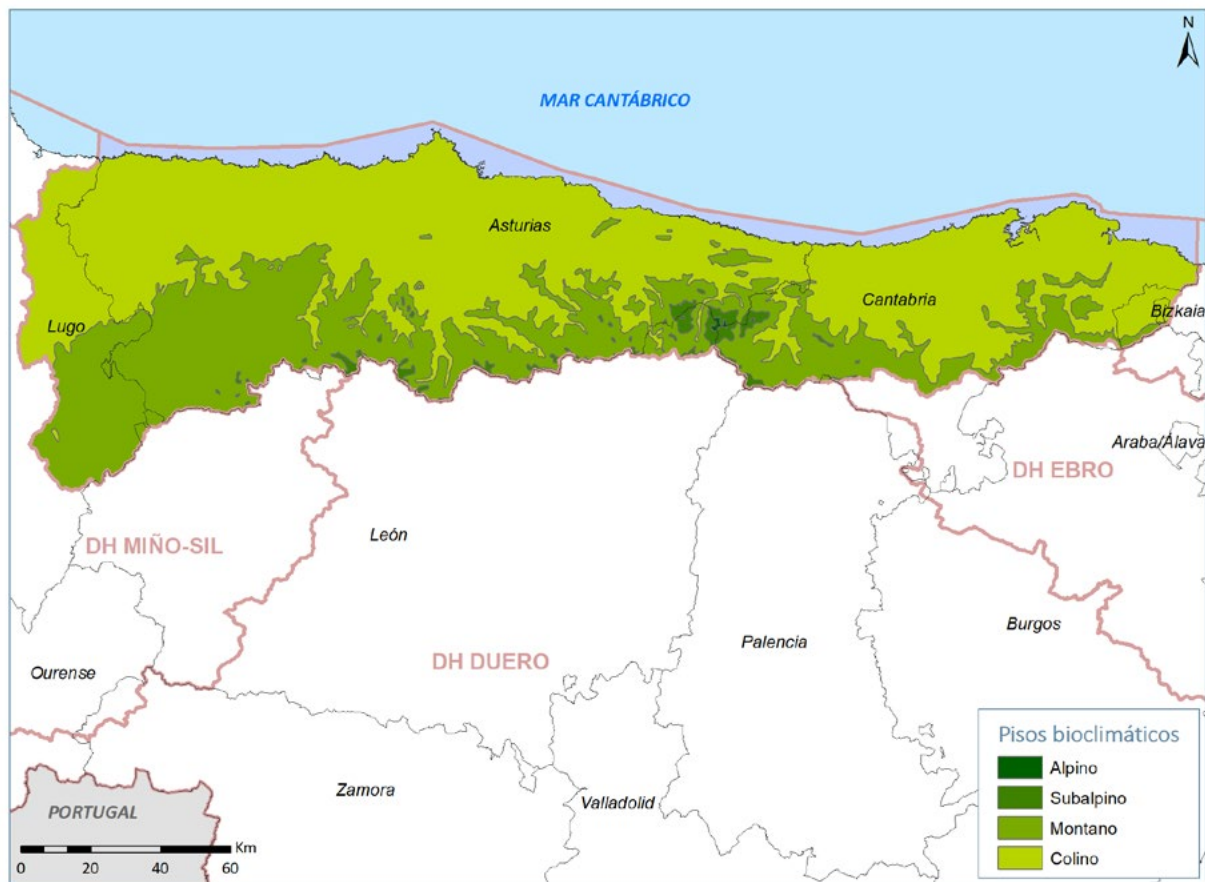 N
MAR CANTÁBRICO
Asturias
Cantabria
Lugo
Bizkaia
Araba/Álava
DH EBRO
DH MIÑO-SIL
León
Palencia
Burgos
DH DUERO
Ourense
Zamora
Valladolid
PORTUGAL
Km
0 10 20 40 60
Pisos bioclimáticos
Alpino
Subalpino
Montano
Colino